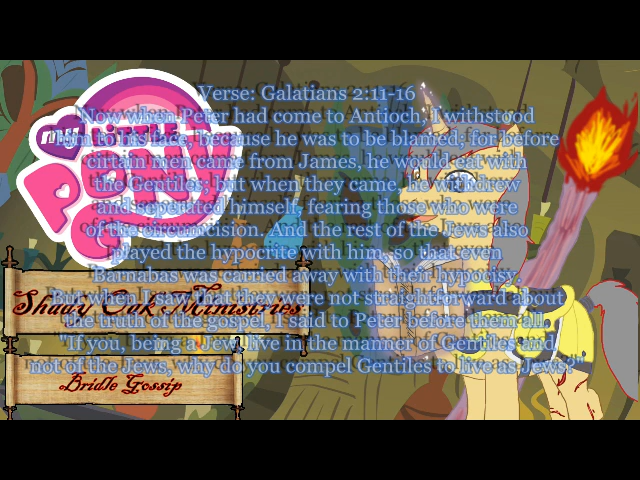 Verse: Galatians 2:11-16
Now when Peter had come to Antioch, I withstood
him to his face, because he was to be blamed; for before
cirtain men came from James, he would eat with
the Gentiles; but when they came, he withdrew
and seperated himself, fearing those who were
of the circumcision. And the rest of the Jews also
played the hypocrite with him, so that even
Barnabas was carried away with their hypocisy.
But when I saw that they were not straightforward about
the truth of the gospel, I said to Peter before them all,
"If you, being a Jew, live in the manner of Gentiles and
not of the Jews, why do you compel Gentiles to live as Jews?
MY LITTLE
PONY
Shady Oak Ministries
Bridle Gossip